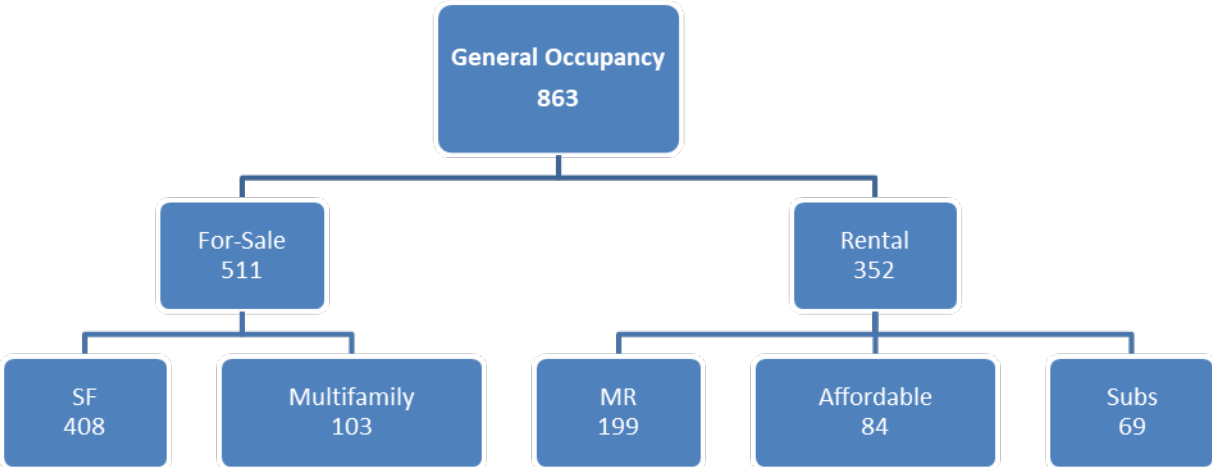 General Occupancy
863
For-Sale
511
Rental
352
SF
408
Multifamily
103
MR
199
Affordable
84
Subs
69